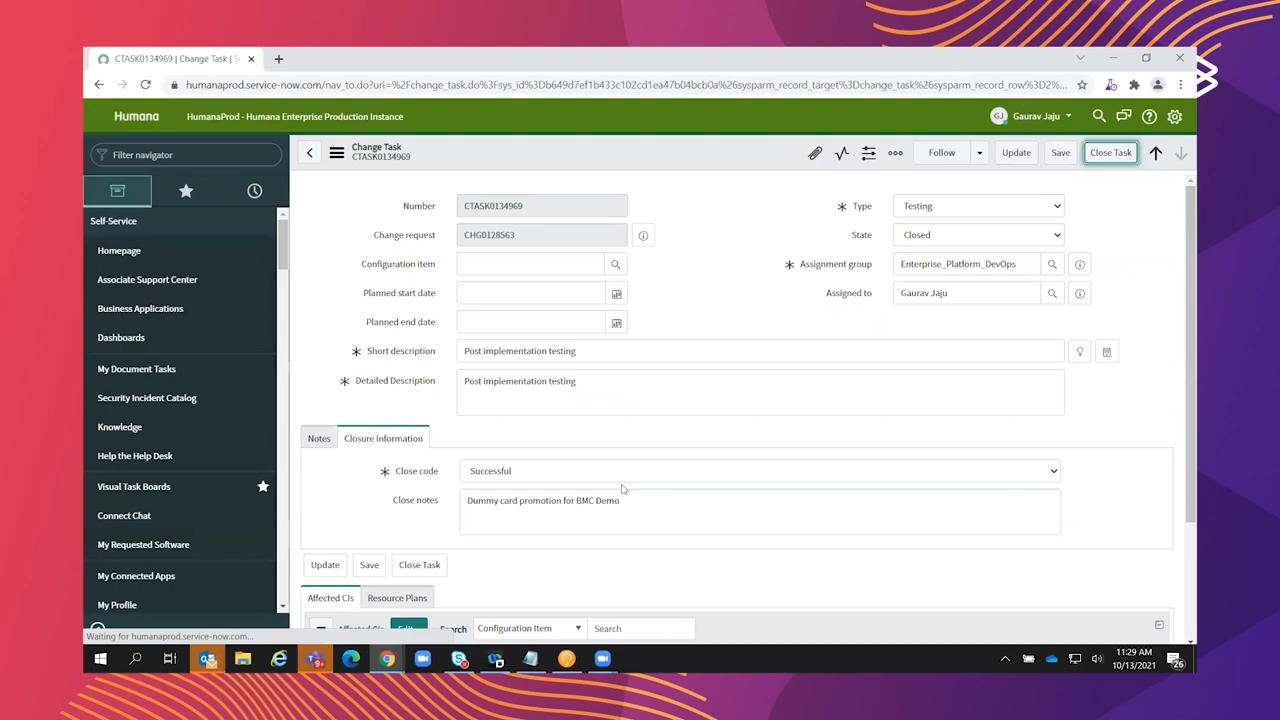 CTASK0134969 | Change Task | S
humanaprod.service-now.com/nav_to.do?uri=%2Fchange_task.do%3Fsys_id%3Db649d7ef1b433c102cd1ea47b04bcb0a%26sysparm_record_target%3Dchange_task%26sysparm_record_row%3D2%...
Humana
HumanaProd - Humana Enterprise Production Instance
GJ Gaurav Jaju
Filter navigator
Change Task
CTASK0134969
Follow
Update
Save
Close Task
Self-Service
Homepage
Associate Support Center
Business Applications
Dashboards
My Document Tasks
Security Incident Catalog
Knowledge
Help the Help Desk
Visual Task Boards
Connect Chat
My Requested Software
My Connected Apps
My Profile
Number CTASK0134969
Type Testing
Change request CHG0128563
State Closed
Configuration item
Assignment group Enterprise_Platform_DevOps
Planned start date
Assigned to Gaurav Jaju
Planned end date
Short description Post implementation testing
Detailed Description Post implementation testing
Notes Closure Information
Close code Successful
Close notes Dummy card promotion for BMC Demo
Update Save Close Task
Affected CIs Resource Plans
Affected CIs Edit... Search Configuration Item Search
Waiting for humanaprod.service-now.com...
11:29 AM
10/13/2021
26